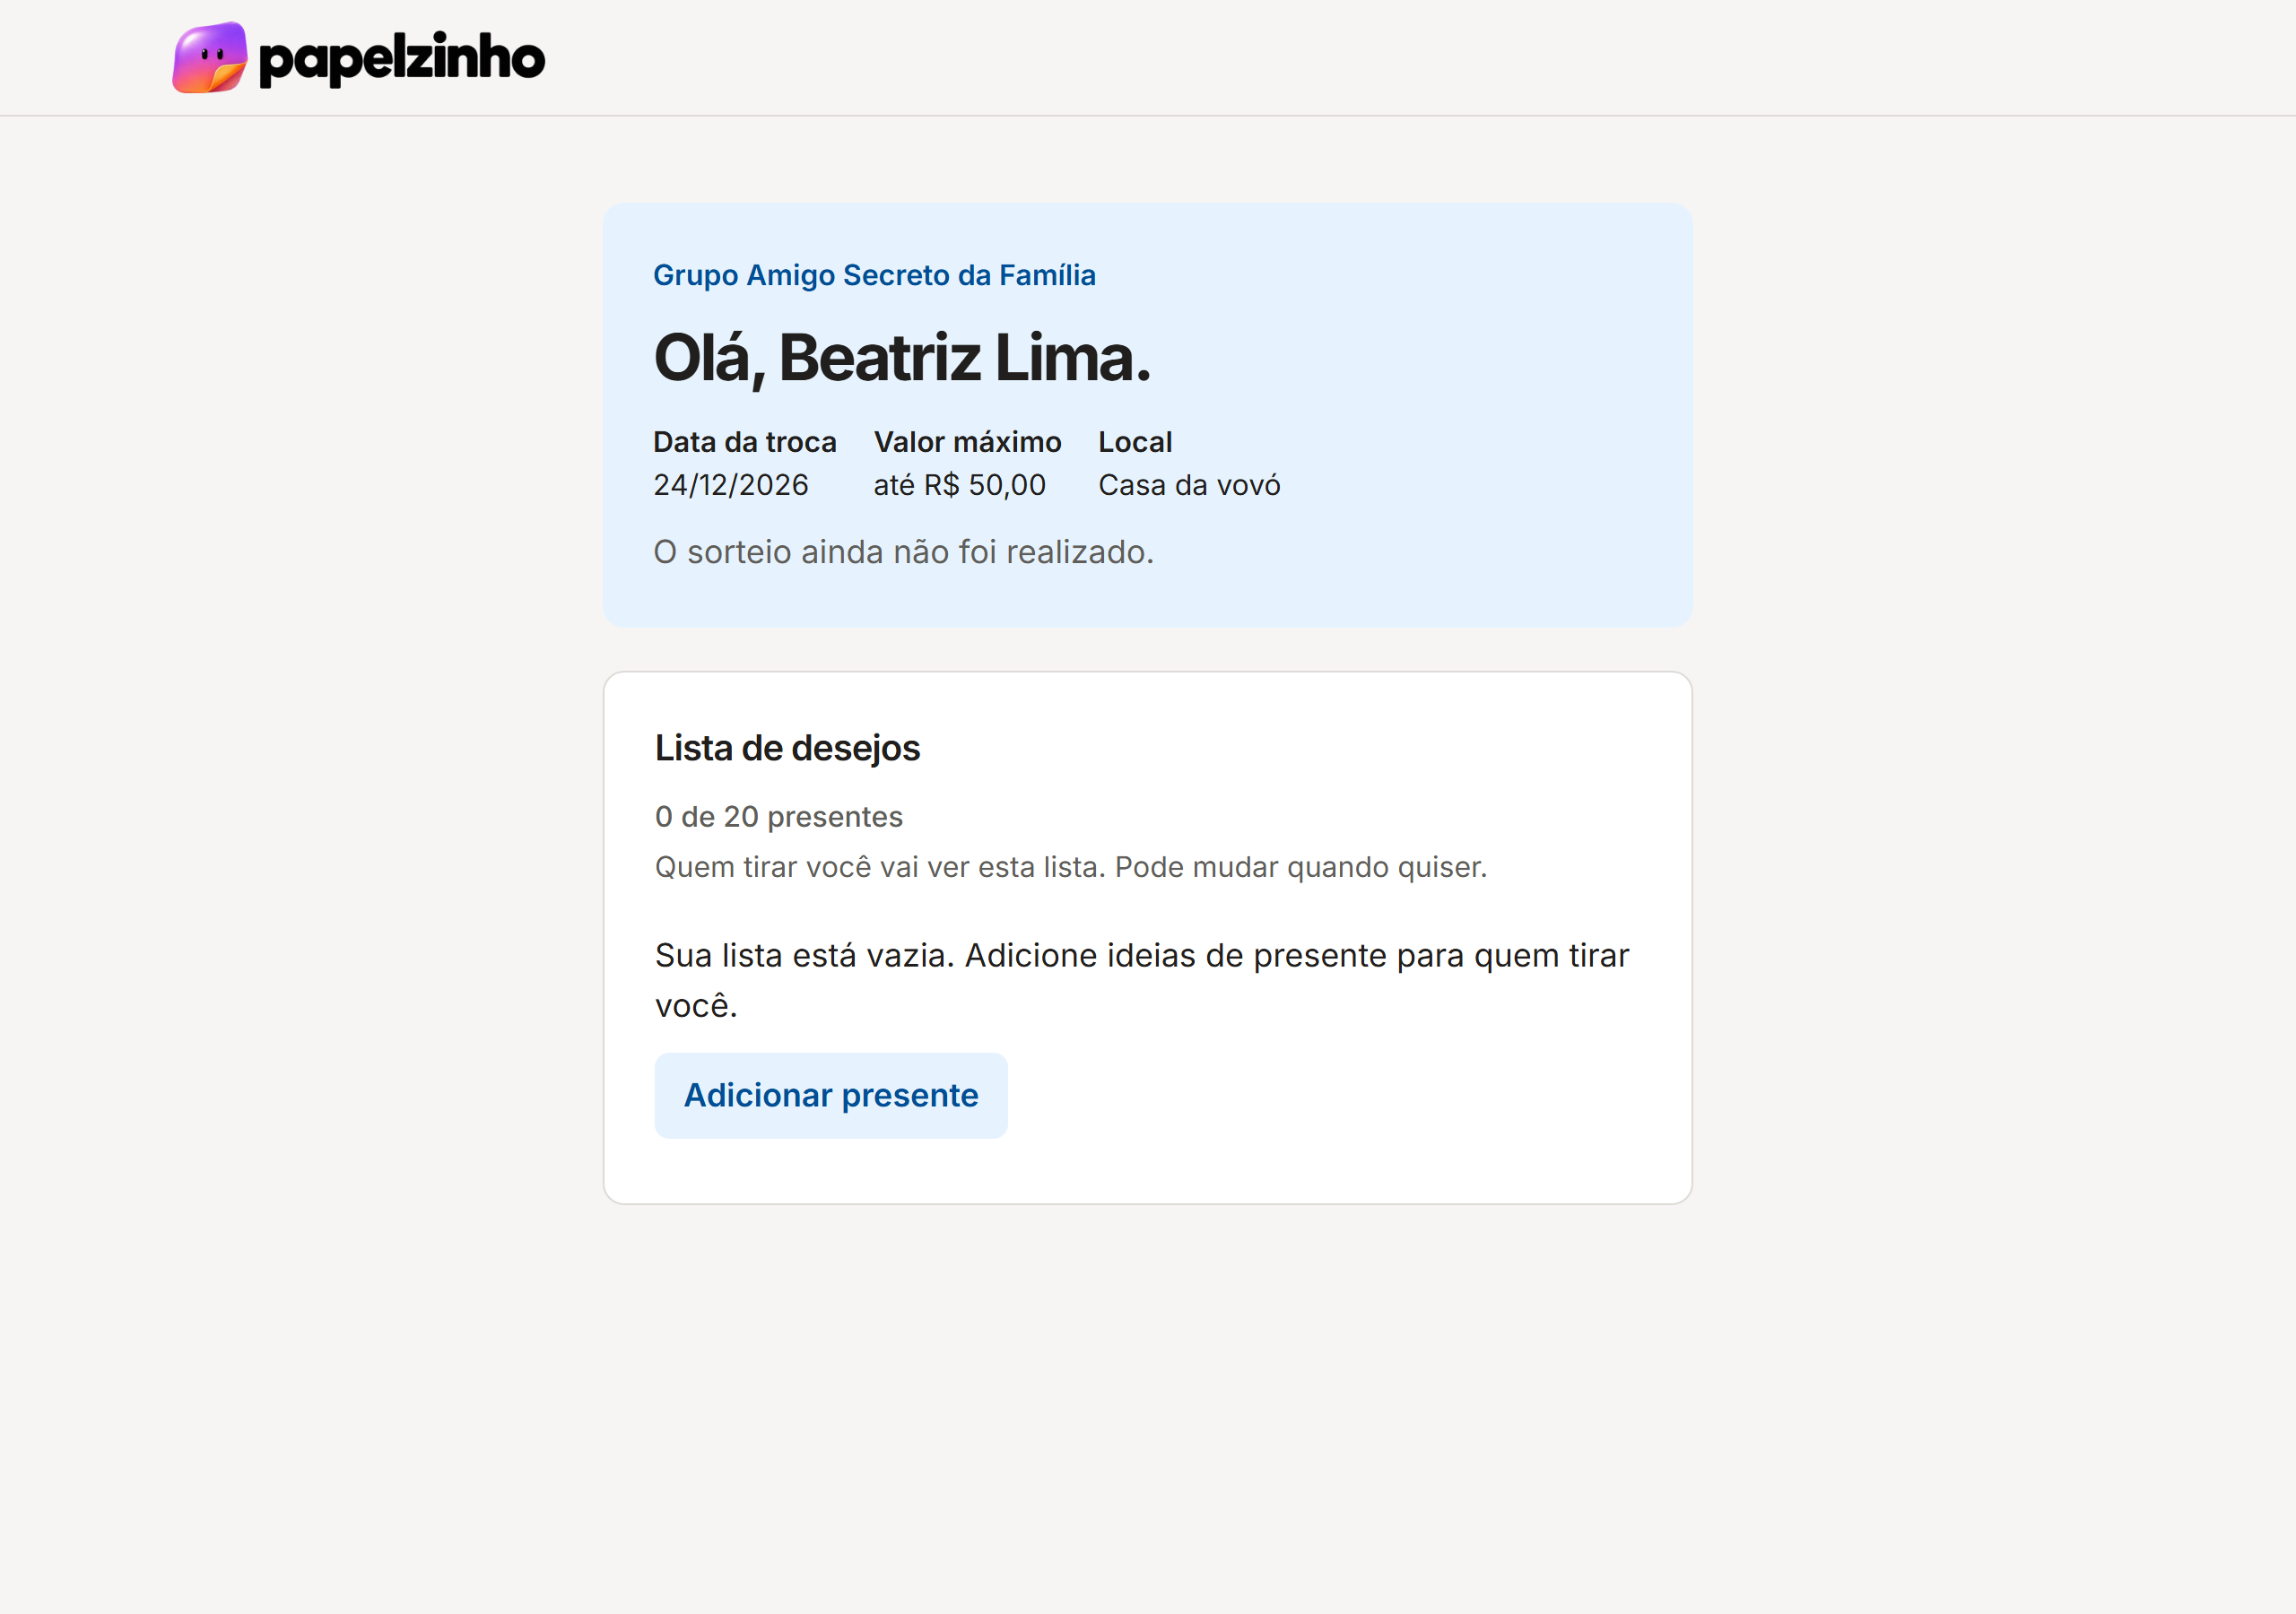 papelzinho
Grupo Amigo Secreto da Família
Olá, Beatriz Lima.
Data da troca
24/12/2026
Valor máximo
até R$ 50,00
Local
Casa da vovó
O sorteio ainda não foi realizado.
Lista de desejos
0 de 20 presentes
Quem tirar você vai ver esta lista. Pode mudar quando quiser.
Sua lista está vazia. Adicione ideias de presente para quem tirar
você.
Adicionar presente